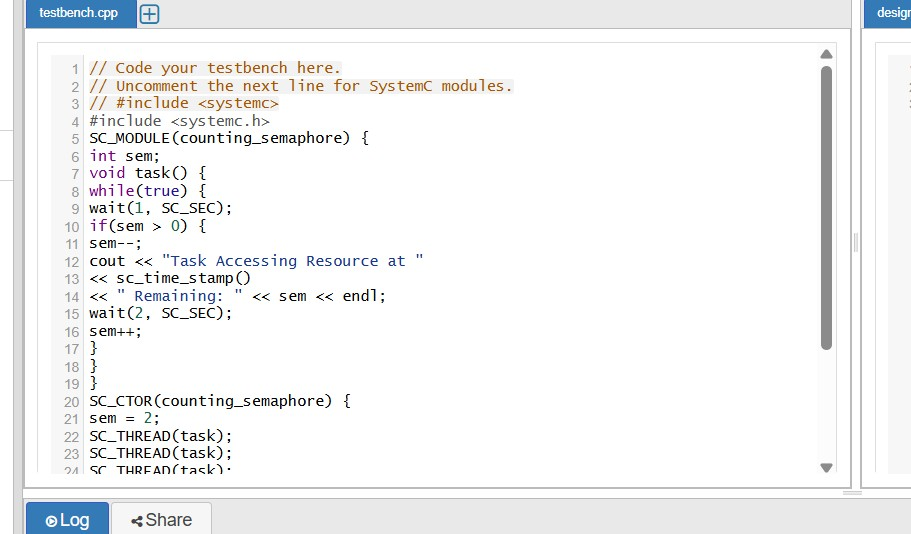 testbench.cpp
design
1 // Code your testbench here.
2 // Uncomment the next line for SystemC modules.
3 // #include <systemc>
4 #include <systemc.h>
5 SC_MODULE(counting_semaphore) {
6 int sem;
7 void task() {
8 while(true) {
9 wait(1, SC_SEC);
10 if(sem > 0) {
11 sem--;
12 cout << "Task Accessing Resource at "
13 << sc_time_stamp()
14 << " Remaining: " << sem << endl;
15 wait(2, SC_SEC);
16 sem++;
17 }
18 }
19 }
20 SC_CTOR(counting_semaphore) {
21 sem = 2;
22 SC_THREAD(task);
23 SC_THREAD(task);
24 SC_THREAD(task);
Log
Share